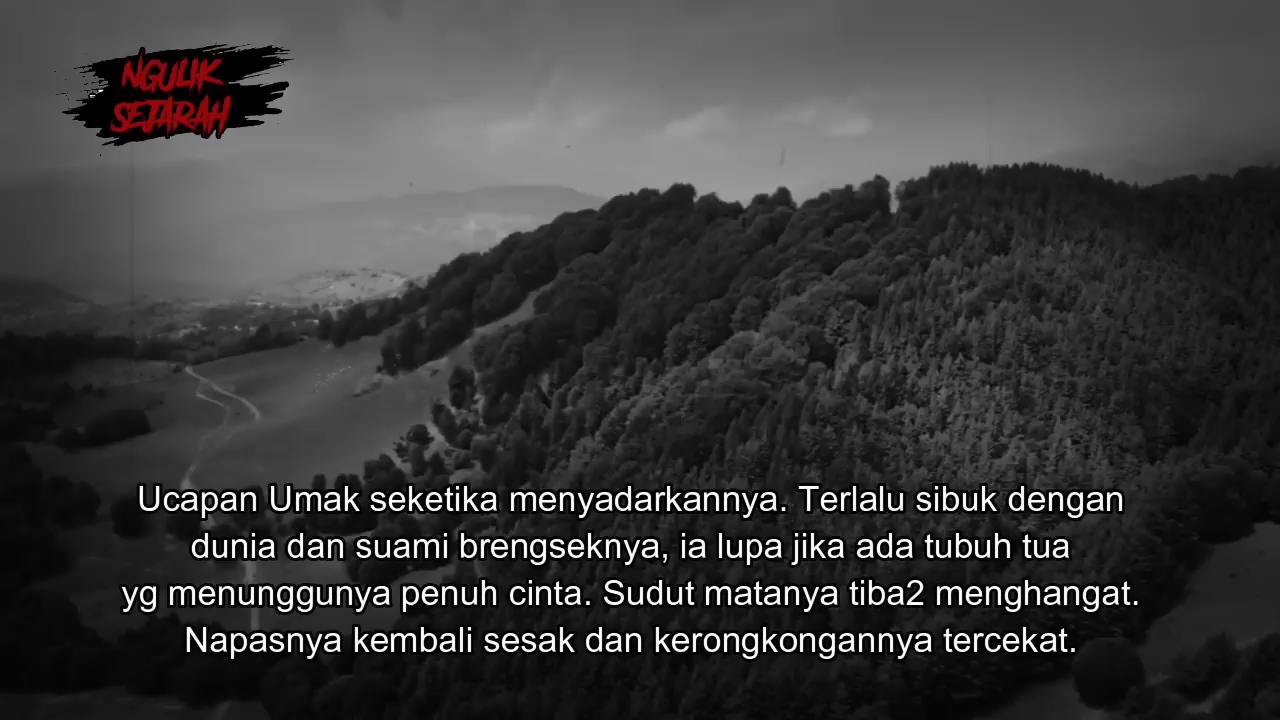 NGULIK
SEJARAH
Ucapan Umak seketika menyadarkannya. Terlalu sibuk dengan
dunia dan suami brengseknya, ia lupa jika ada tubuh tua
yg menunggunya penuh cinta. Sudut matanya tiba2 menghangat.
Napasnya kembali sesak dan kerongkongannya tercekat.